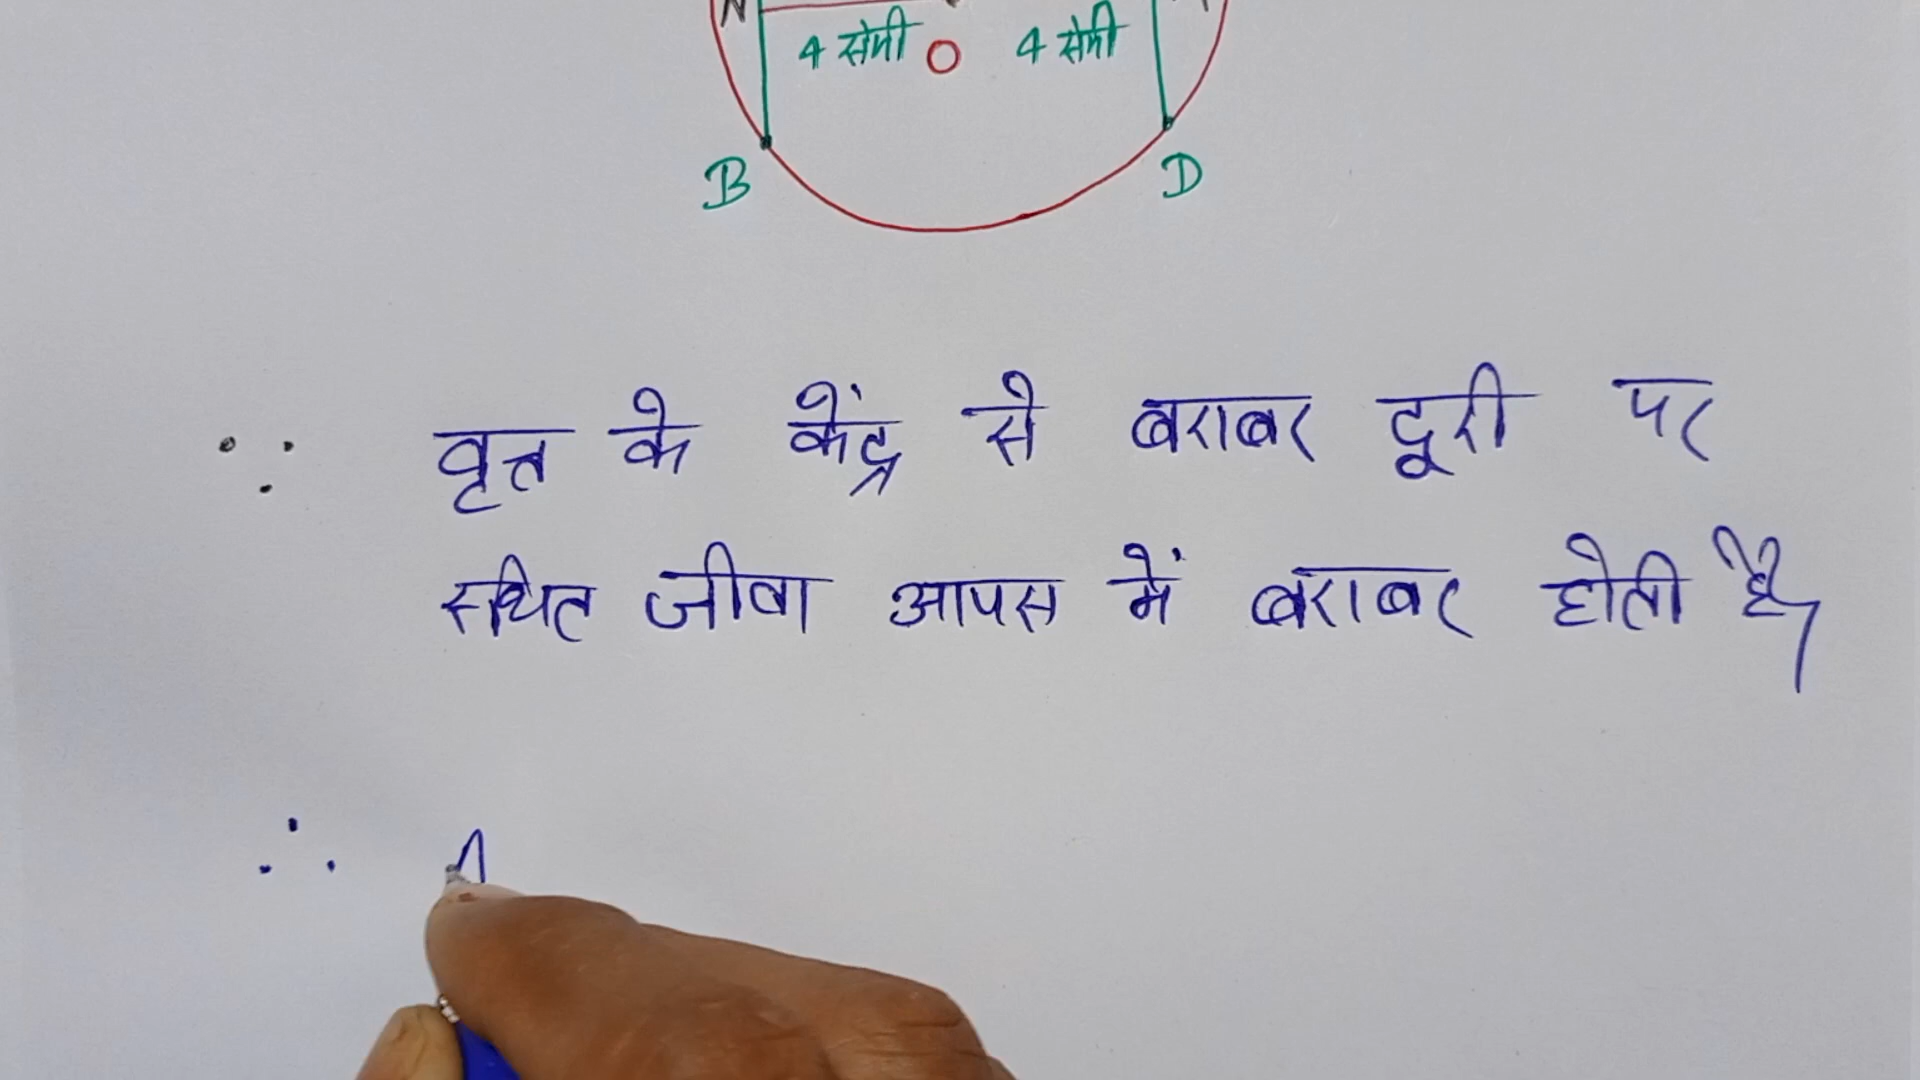 N
4 सेमी O 4 सेमी
B D
∵ वृत्त के केंद्र से बराबर दूरी पर
स्थित जीवा आपस में बराबर होती है,
∴ A